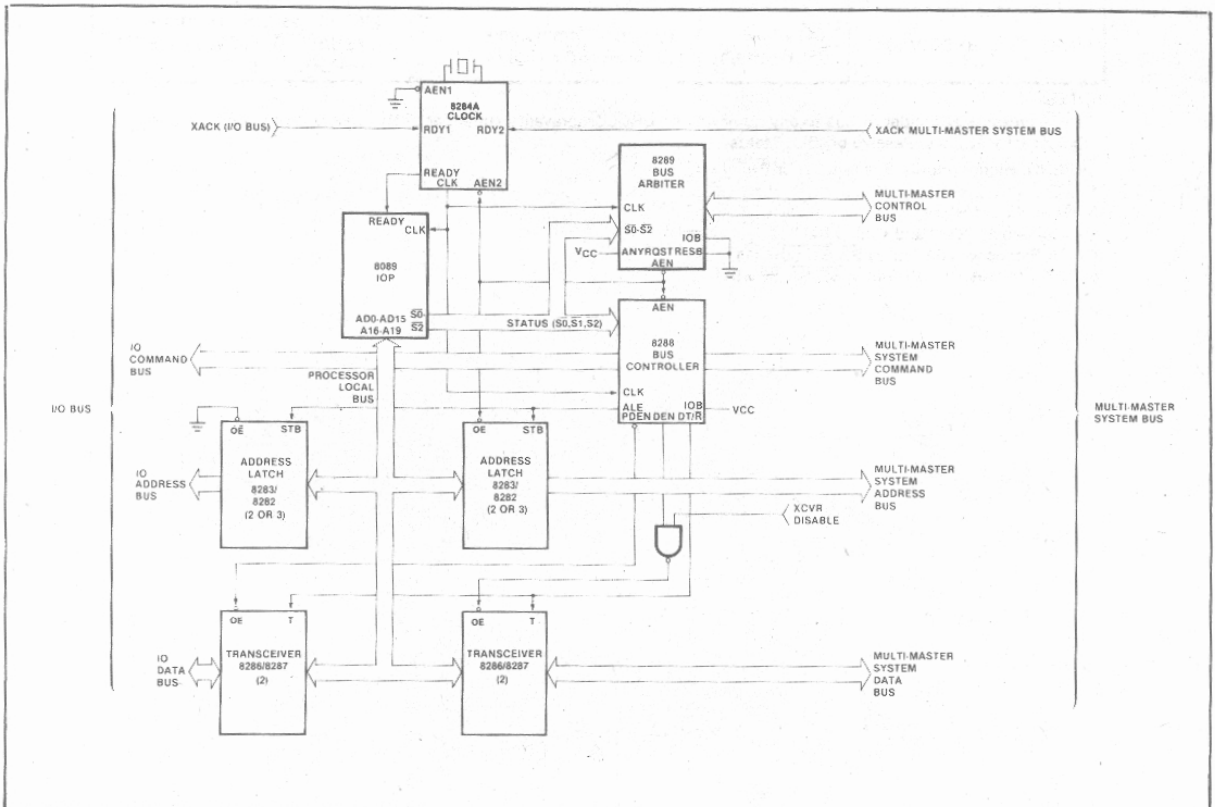 AEN1
8284A
CLOCK
XACK (I/O BUS)
RDY1
RDY2
XACK MULTI-MASTER SYSTEM BUS
READY
CLK
AEN2
8289
BUS
ARBITER
CLK
S0-S2
IOB
VCC
ANYRQST RESB
AEN
MULTI-MASTER
CONTROL
BUS
READY
CLK
8089
IOP
AD0-AD15
S0
A16-A19
S2
STATUS (S0,S1,S2)
AEN
8288
BUS
CONTROLLER
CLK
ALE
IOB
VCC
PDEN DEN DT/R
IO
COMMAND
BUS
PROCESSOR
LOCAL
BUS
MULTI-MASTER
SYSTEM
COMMAND
BUS
I/O BUS
MULTI-MASTER
SYSTEM BUS
OE
STB
ADDRESS
LATCH
8283/
8282
(2 OR 3)
OE
STB
ADDRESS
LATCH
8283/
8282
(2 OR 3)
IO
ADDRESS
BUS
MULTI-MASTER
SYSTEM
ADDRESS
BUS
XCVR
DISABLE
OE
T
TRANSCEIVER
8286/8287
(2)
OE
T
TRANSCEIVER
8286/8287
(2)
IO
DATA
BUS
MULTI-MASTER
SYSTEM
DATA
BUS